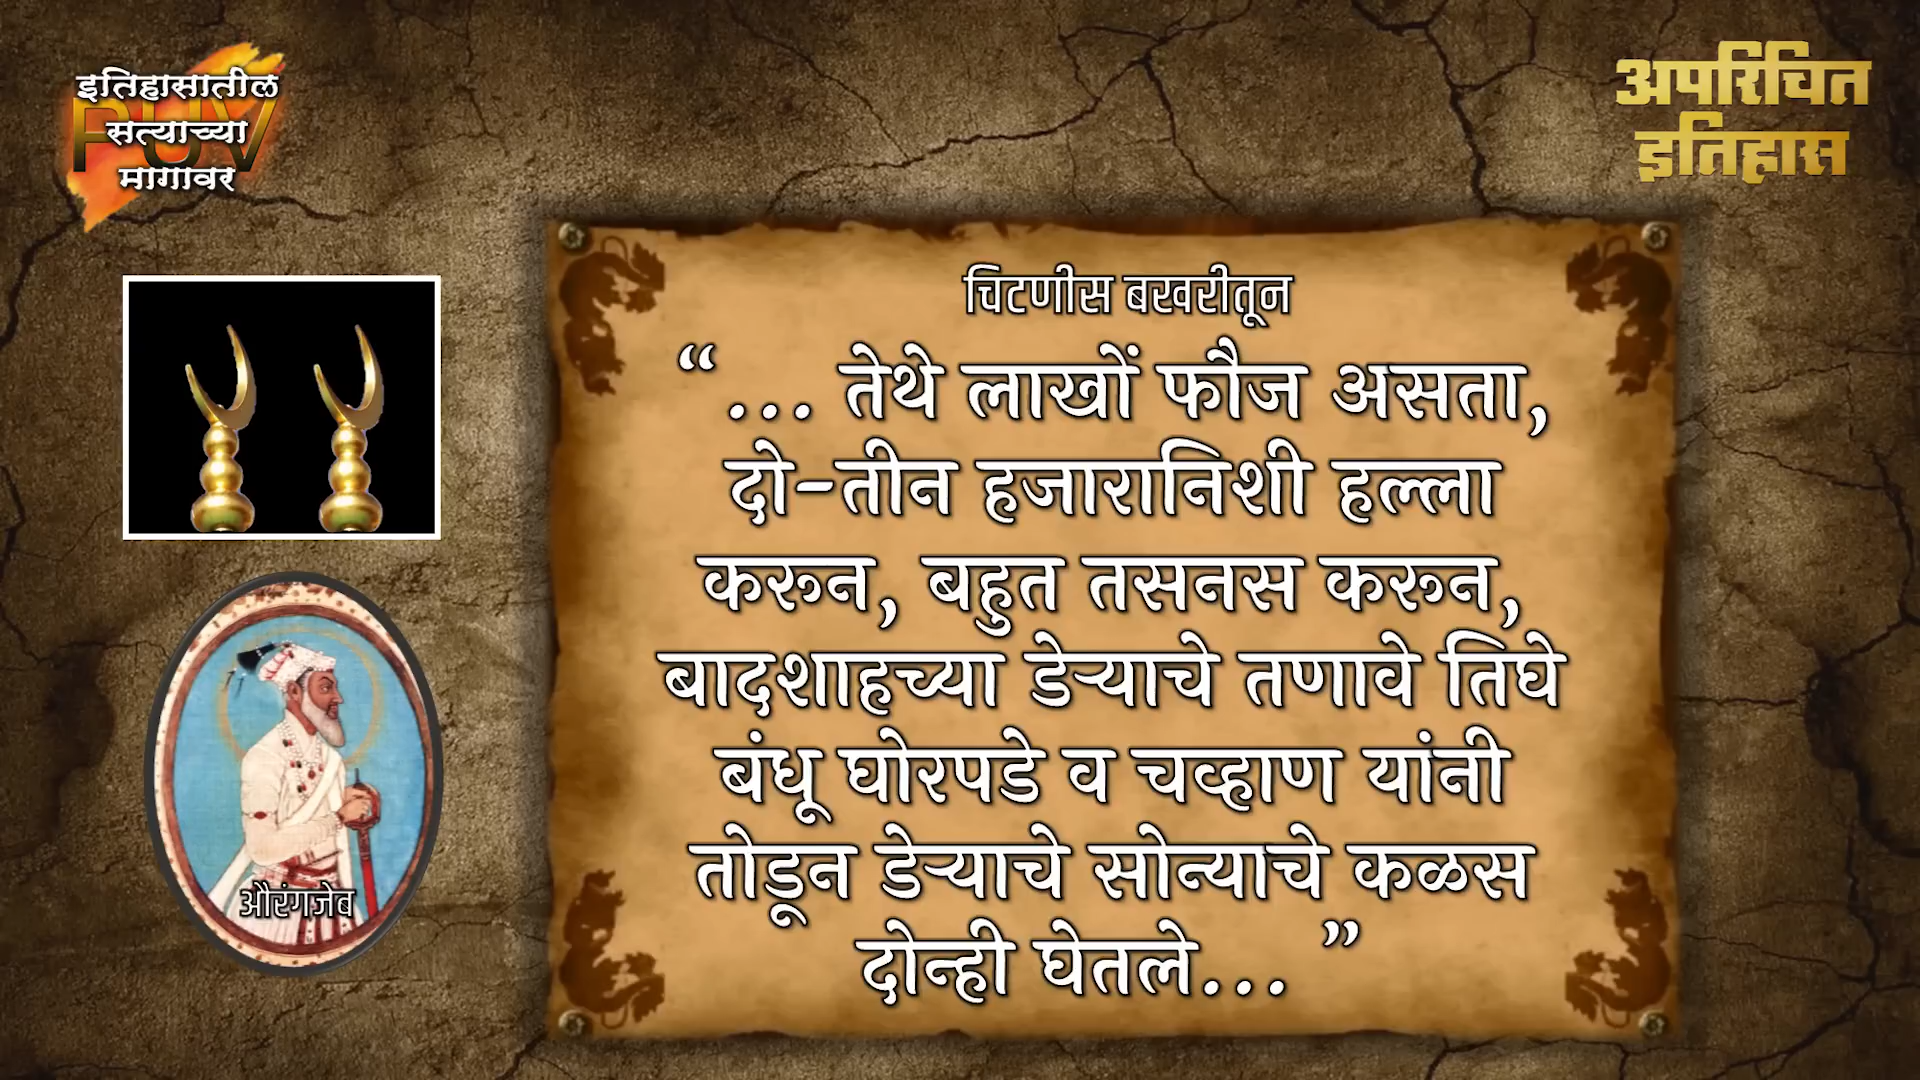 इतिहासातील
सत्याच्या
मागावर
PUV
अपरिचित
इतिहास
चिटणीस बखरीतून
“... तेथे लाखों फौज असता,
दो-तीन हजारानिशी हल्ला
करून, बहुत तसनस करून,
बादशाहच्या डेऱ्याचे तणावे तिघे
बंधू घोरपडे व चव्हाण यांनी
तोडून डेऱ्याचे सोन्याचे कळस
दोन्ही घेतले... ”
औरंगजेब